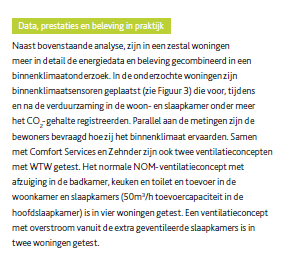 Data, prestaties en beleving in praktijk
Naast bovenstaande analyse, zijn in een zestal woningen
meer in detail de energiedata en beleving gecombineerd in een
binnenklimaatonderzoek. In de onderzochte woningen zijn
binnenklimaatsensoren geplaatst (zie Figuur 3) die voor, tijdens
en na de verduurzaming in de woon- en slaapkamer onder meer
het CO₂-gehalte registreerden. Parallel aan de metingen zijn de
bewoners bevraagd hoe zij het binnenklimaat ervaarden. Samen
met Comfort Services en Zehnder zijn ook twee ventilatieconcepten
met WTW getest. Het normale NOM-ventilatieconcept met
afzuiging in de badkamer, keuken en toilet en toevoer in de
woonkamer en slaapkamers (50m³/h toevoercapaciteit in de
hoofdslaapkamer) is in vier woningen getest. Een ventilatieconcept
met overstroom vanuit de extra geventileerde slaapkamers is in
twee woningen getest.